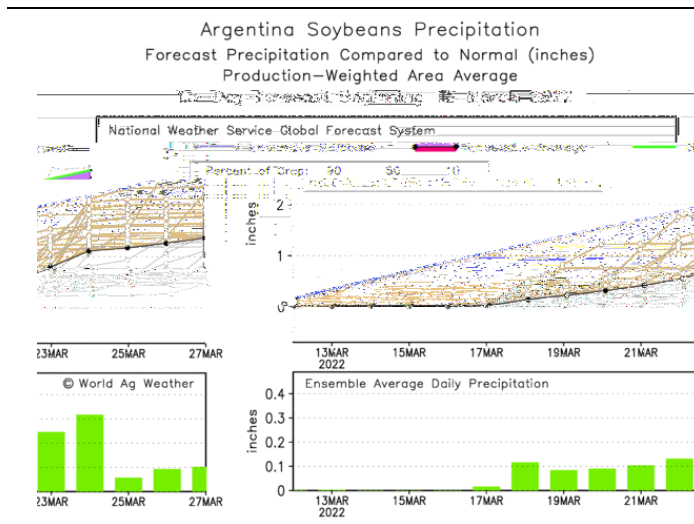 Argentina Soybeans Precipitation
Forecast Precipitation Compared to Normal (inches)
Production-Weighted Area Average
National Weather Service Global Forecast System
Percent of Crop: 90 50 10
2
1
0
inches
23MAR 25MAR 27MAR
13MAR 15MAR 17MAR 19MAR 21MAR
2022
© World Ag Weather
Ensemble Average Daily Precipitation
0.4
0.3
0.2
0.1
0
inches
23MAR 25MAR 27MAR
13MAR 15MAR 17MAR 19MAR 21MAR
2022